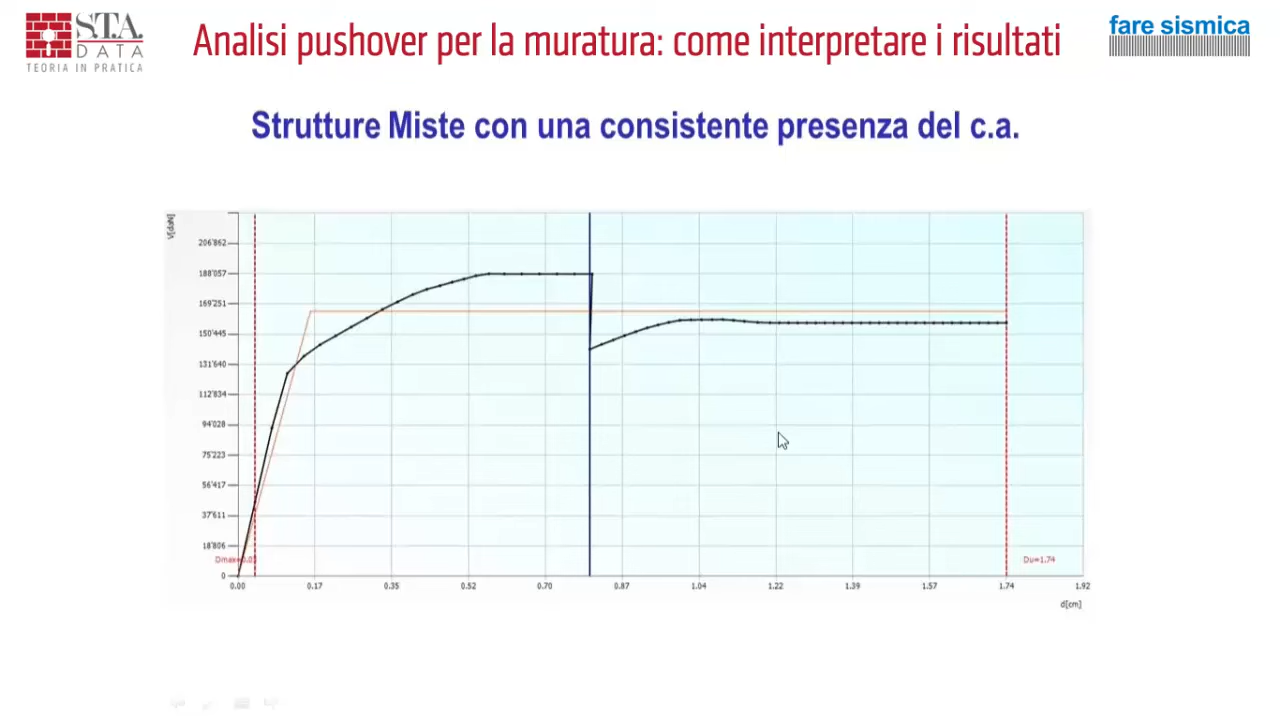 S.T.A.
DATA
TEORIA IN PRATICA
Analisi pushover per la muratura: come interpretare i risultati
fare sismica
Strutture Miste con una consistente presenza del c.a.
V[daN]
206'862
188'057
169'251
150'445
131'640
112'834
94'028
75'223
56'417
37'611
18'806
0
Du=1.74
0.00 0.17 0.35 0.52 0.70 0.87 1.04 1.22 1.39 1.57 1.74 1.92
d[cm]